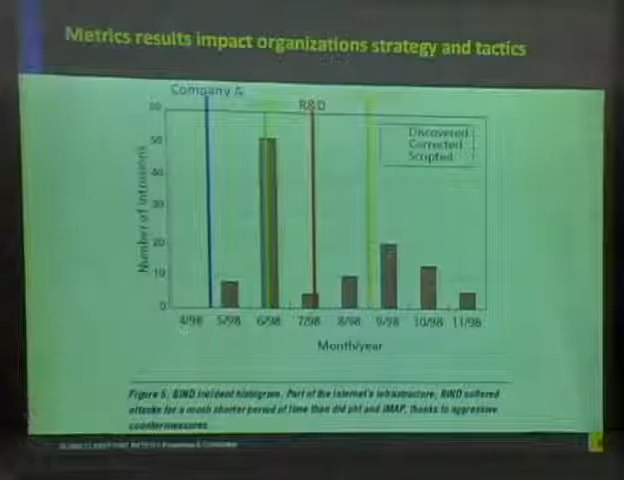 Metrics results impact organizations strategy and tactics
Company A
R&D
60
50
40
30
20
10
0
Number of intrusions
Discovered
Corrected
Scripted
4/98 5/98 6/98 7/98 8/98 9/98 10/98 11/98
Month/year
Figure 5. BIND incident histogram. Part of the Internet's infrastructure, BIND suffered
attacks for a much shorter period of time than did phf and IMAP, thanks to aggressive
countermeasures